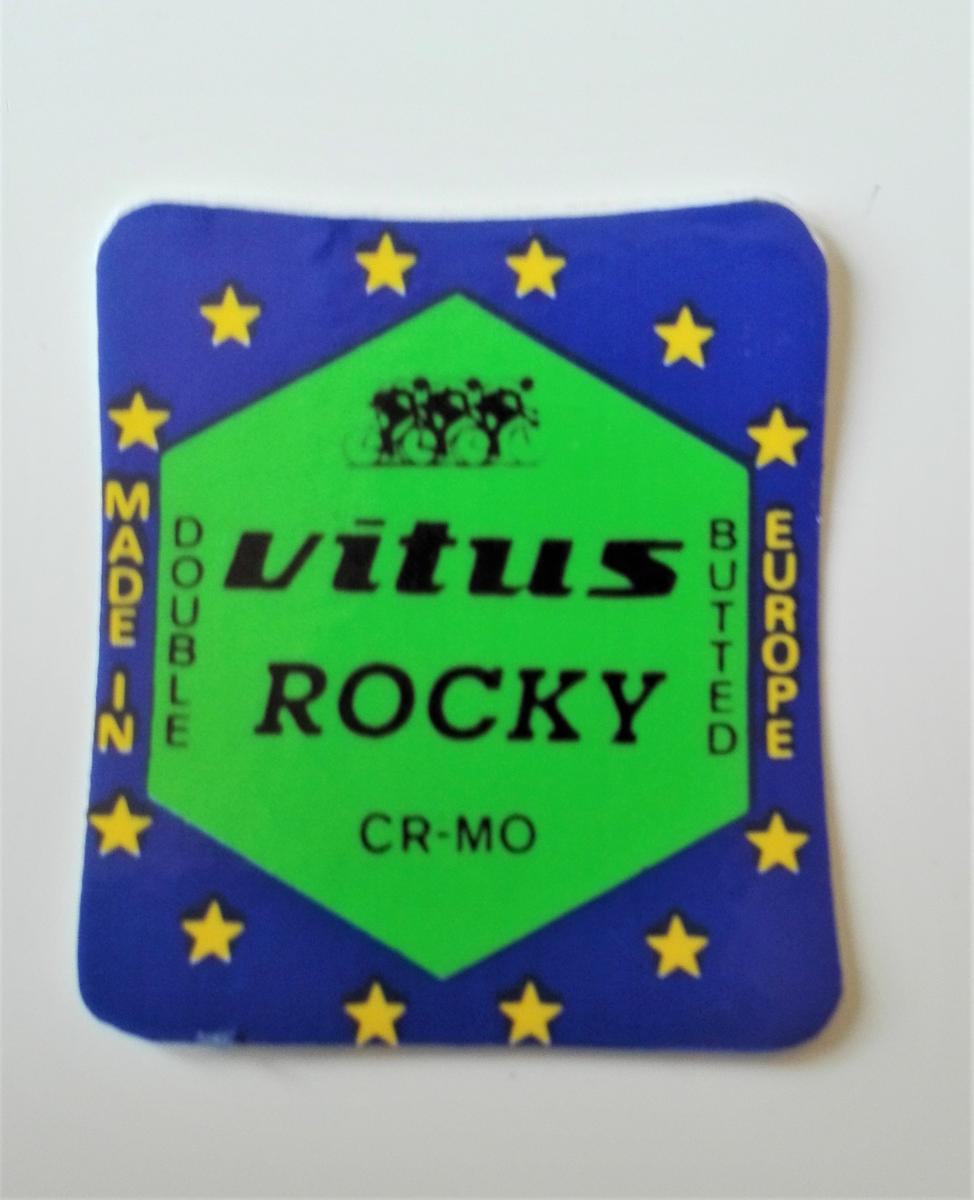 MADE IN
DOUBLE
vitus
ROCKY
CR-MO
BUTTED
EUROPE